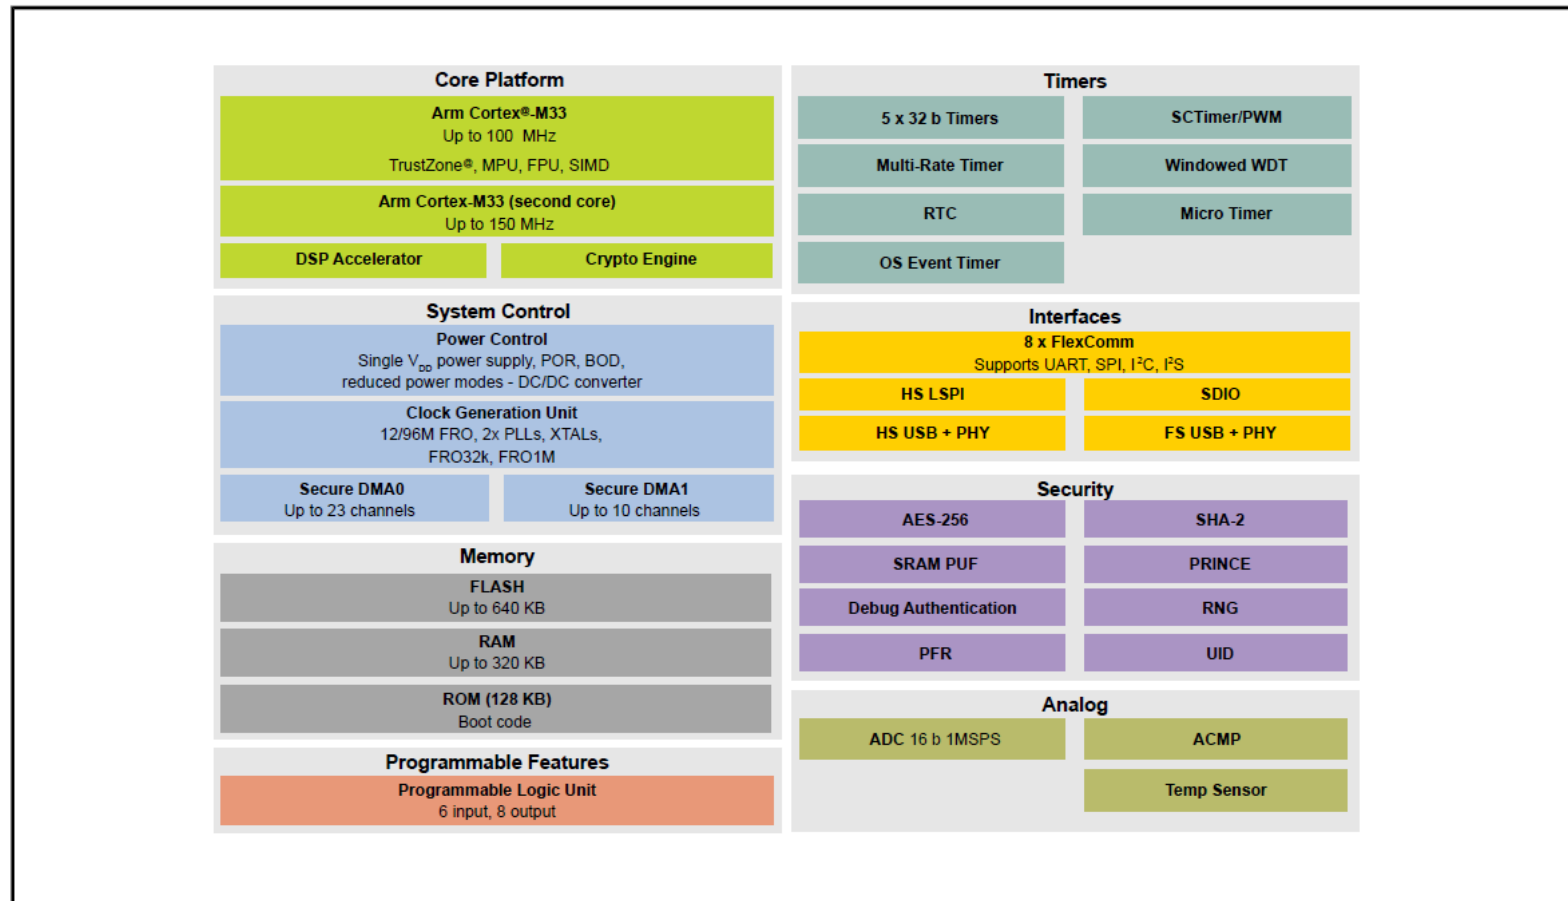 Core Platform
Arm Cortex®-M33
Up to 100 MHz
TrustZone®, MPU, FPU, SIMD
Arm Cortex-M33 (second core)
Up to 150 MHz
DSP Accelerator
Crypto Engine
System Control
Power Control
Single VDD power supply, POR, BOD,
reduced power modes - DC/DC converter
Clock Generation Unit
12/96M FRO, 2x PLLs, XTALs,
FRO32k, FRO1M
Secure DMA0
Up to 23 channels
Secure DMA1
Up to 10 channels
Memory
FLASH
Up to 640 KB
RAM
Up to 320 KB
ROM (128 KB)
Boot code
Programmable Features
Programmable Logic Unit
6 input, 8 output
Timers
5 x 32 b Timers
SCTimer/PWM
Multi-Rate Timer
Windowed WDT
RTC
Micro Timer
OS Event Timer
Interfaces
8 x FlexComm
Supports UART, SPI, I²C, I²S
HS LSPI
SDIO
HS USB + PHY
FS USB + PHY
Security
AES-256
SHA-2
SRAM PUF
PRINCE
Debug Authentication
RNG
PFR
UID
Analog
ADC 16 b 1MSPS
ACMP
Temp Sensor